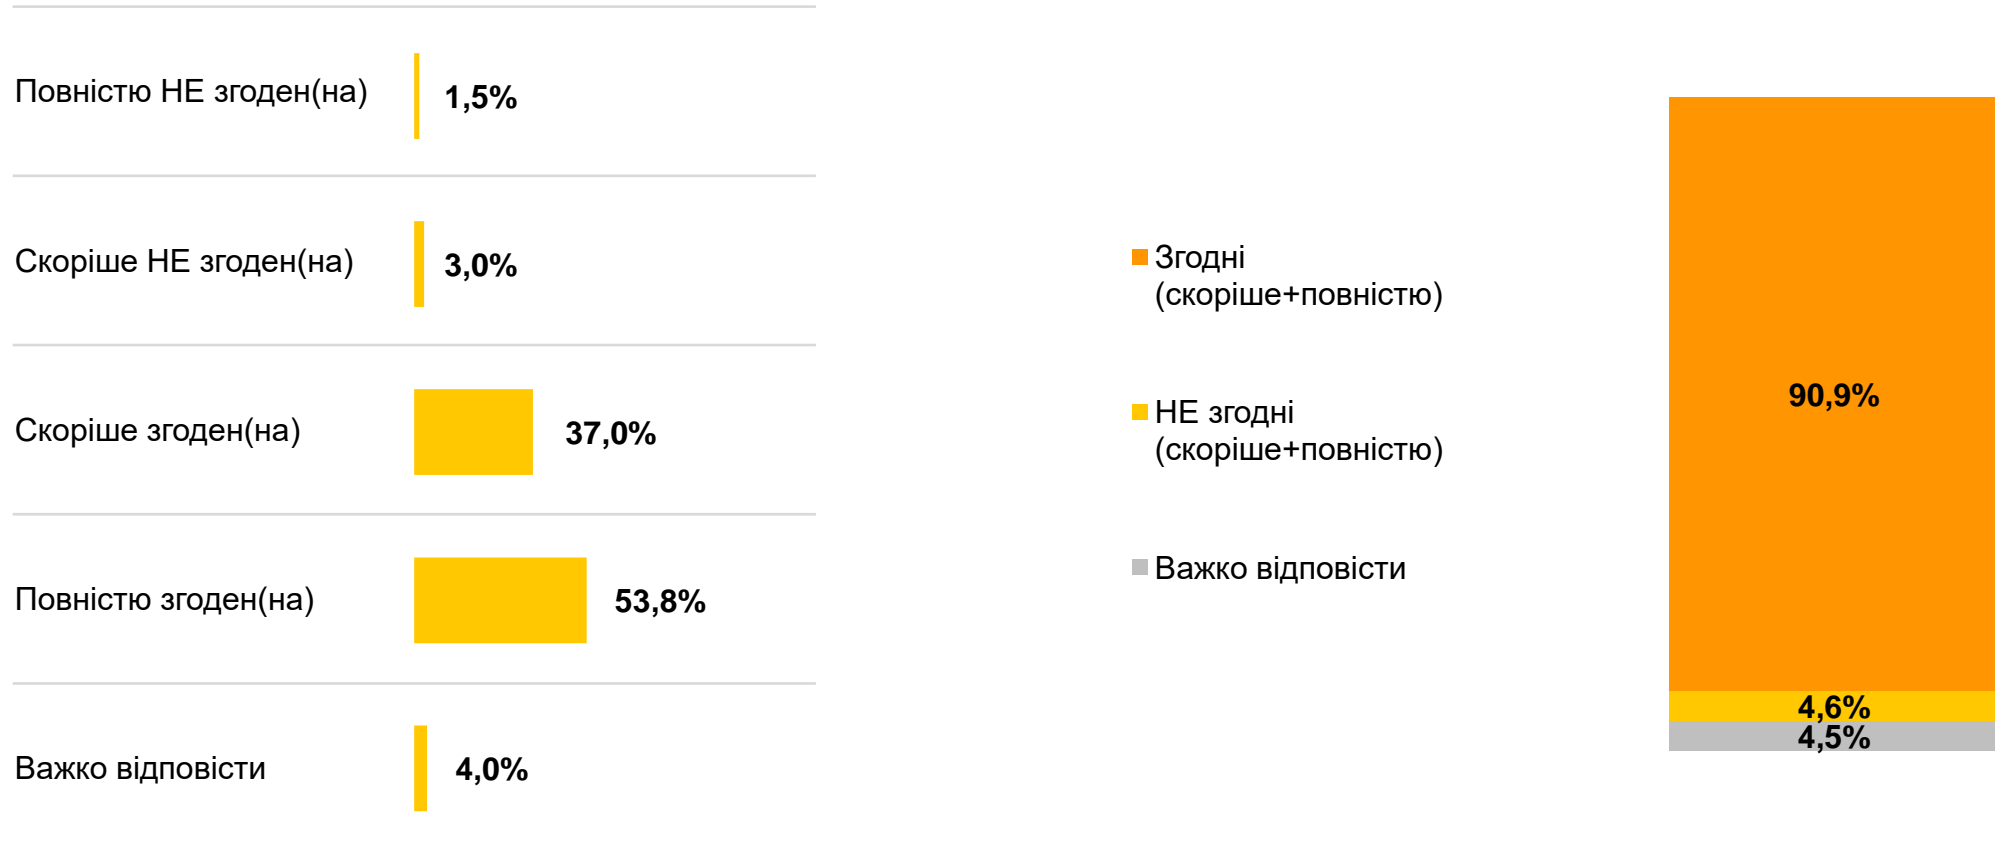 Повністю НЕ згоден(на)
1,5%
Скоріше НЕ згоден(на)
3,0%
Скоріше згоден(на)
37,0%
Повністю згоден(на)
53,8%
Важко відповісти
4,0%
Згодні
(скоріше+повністю)
НЕ згодні
(скоріше+повністю)
Важко відповісти
90,9%
4,6%
4,5%